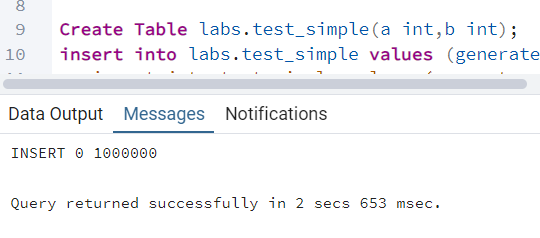 8
9 Create Table labs.test_simple(a int,b int);
10 insert into labs.test_simple values (generate
Data Output Messages Notifications
INSERT 0 1000000
Query returned successfully in 2 secs 653 msec.